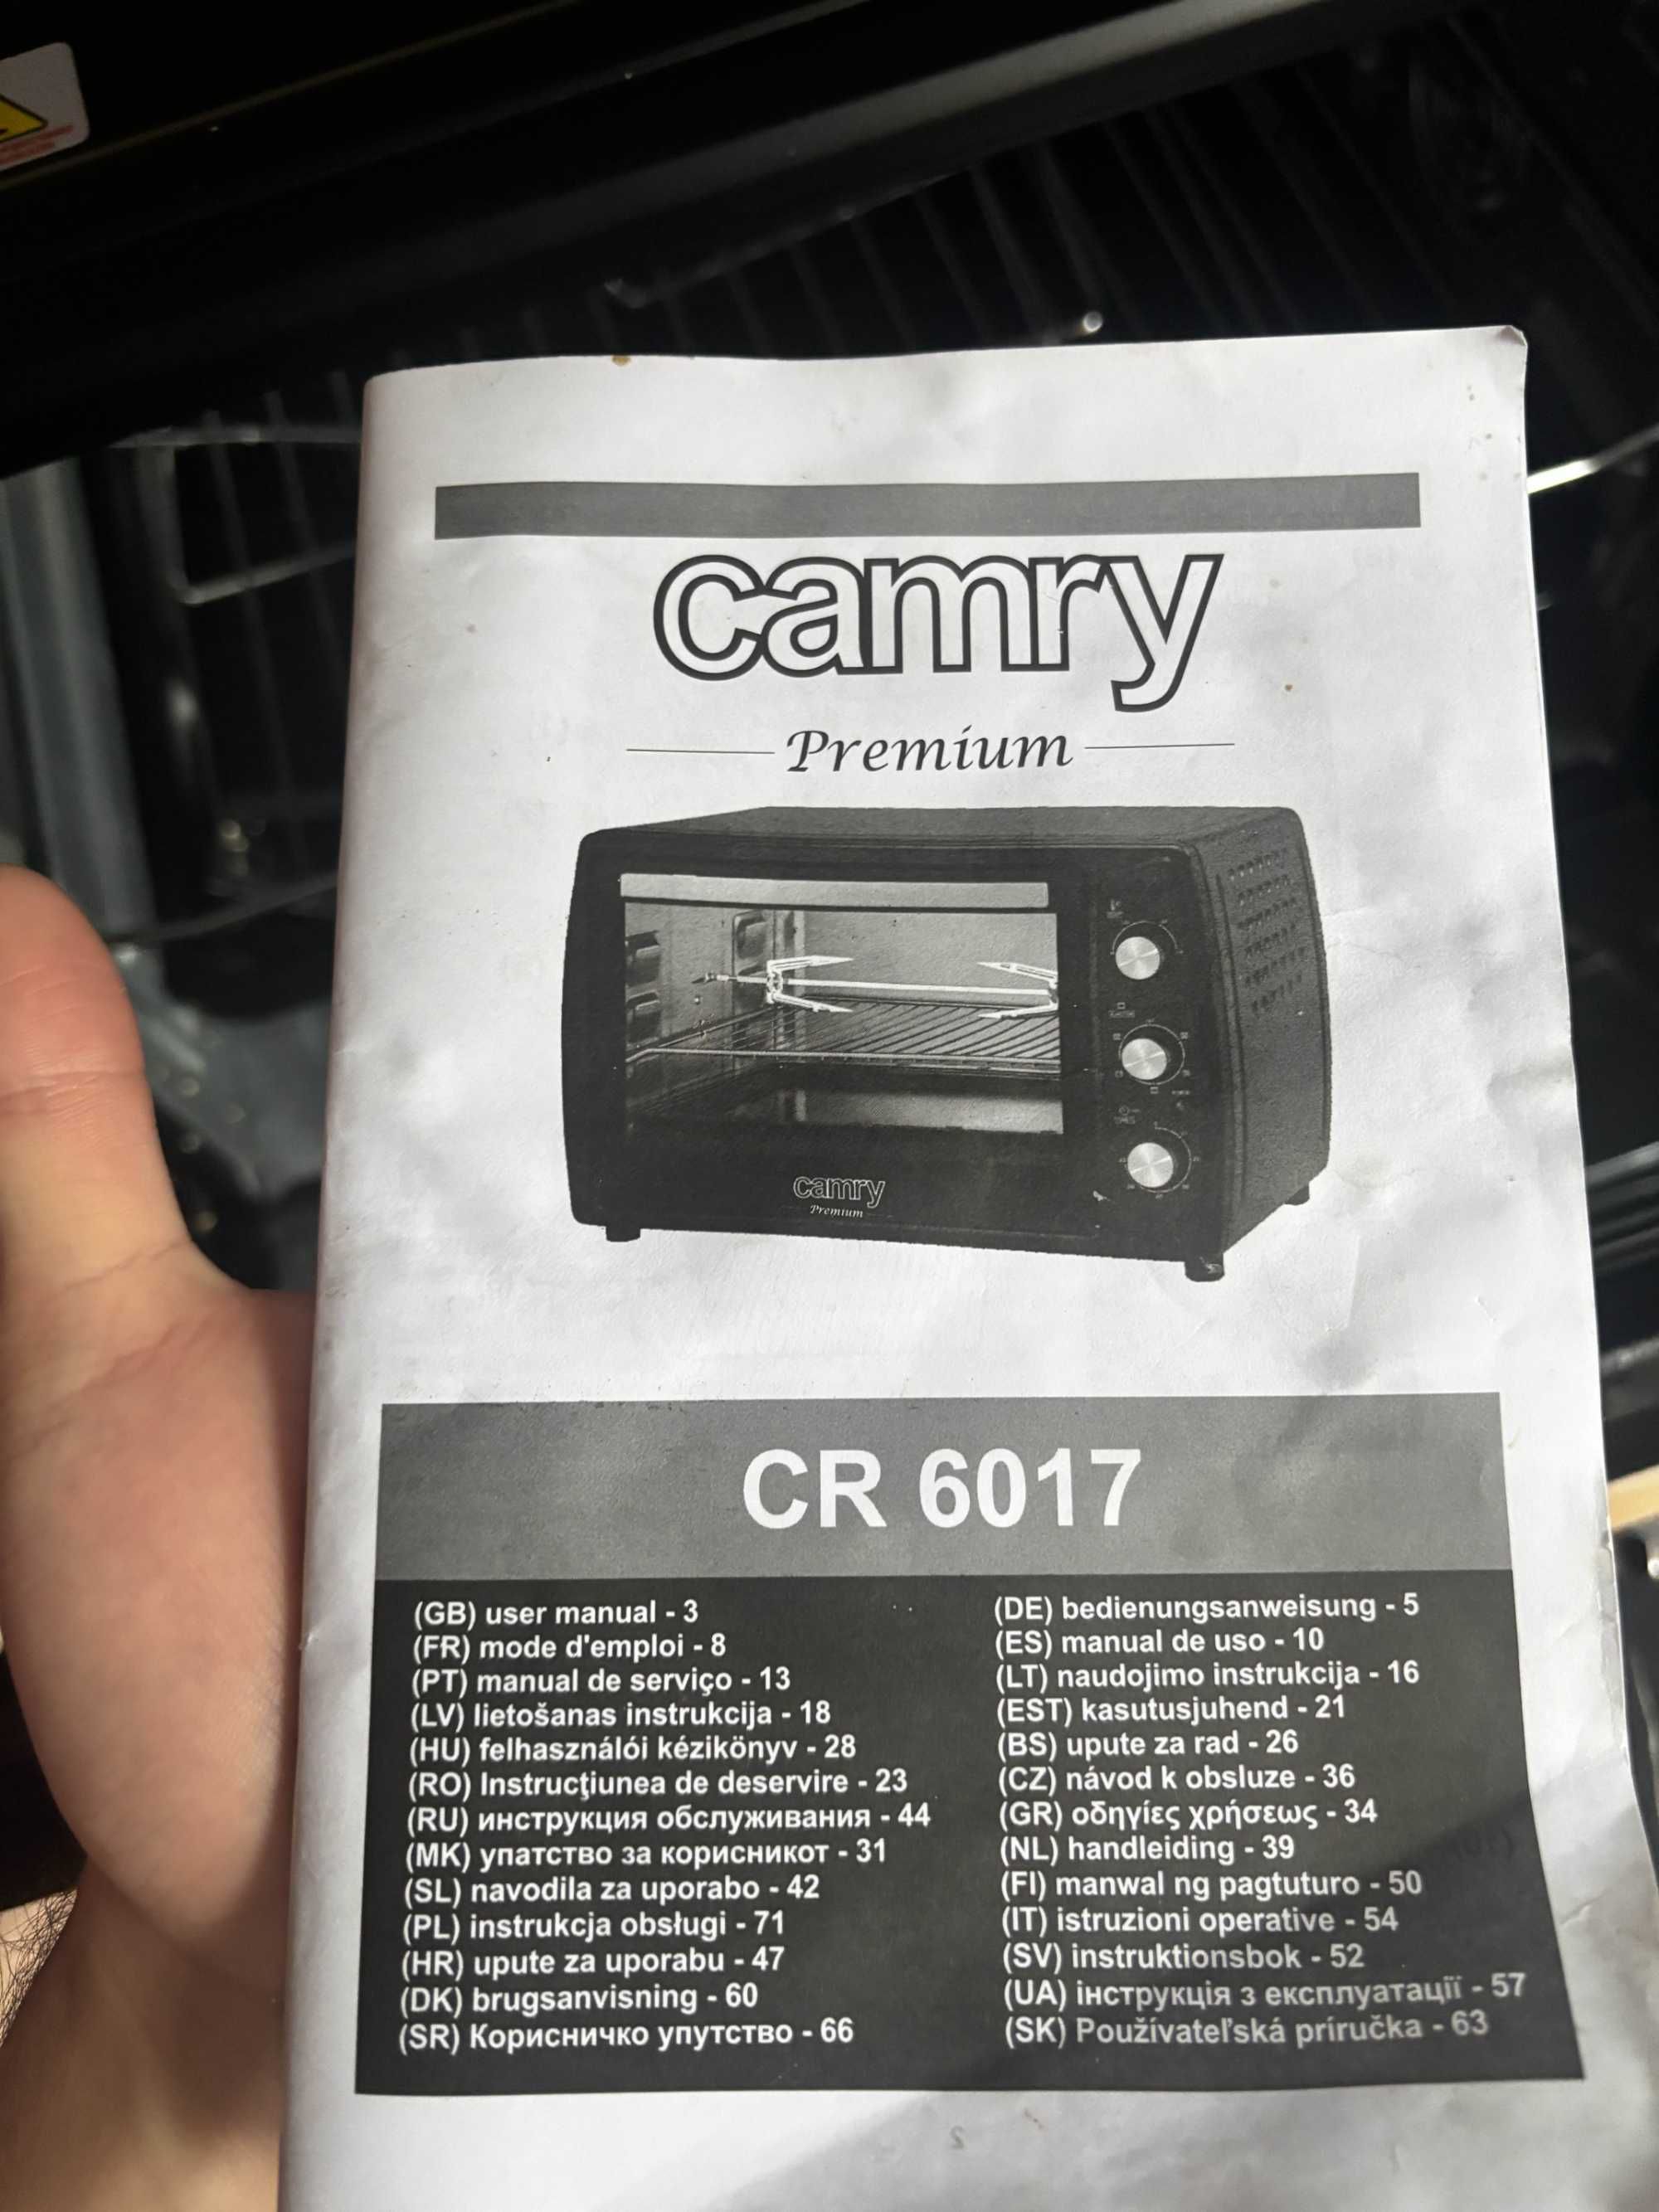 camry
Premium
camry
Premium
CR 6017
(GB) user manual - 3
(FR) mode d'emploi - 8
(PT) manual de serviço - 13
(LV) lietošanas instrukcija - 18
(HU) felhasználói kézikönyv - 28
(RO) Instrucţiunea de deservire - 23
(RU) инструкция обслуживания - 44
(MK) упатство за корисникот - 31
(SL) navodila za uporabo - 42
(PL) instrukcja obsługi - 71
(HR) upute za uporabu - 47
(DK) brugsanvisning - 60
(SR) Корисничко упутство - 66
(DE) bedienungsanweisung - 5
(ES) manual de uso - 10
(LT) naudojimo instrukcija - 16
(EST) kasutusjuhend - 21
(BS) upute za rad - 26
(CZ) návod k obsluze - 36
(GR) οδηγίες χρήσεως - 34
(NL) handleiding - 39
(FI) manwal ng pagtuturo - 50
(IT) istruzioni operative - 54
(SV) instruktionsbok - 52
(UA) інструкція з експлуатації - 57
(SK) Používateľská príručka - 63